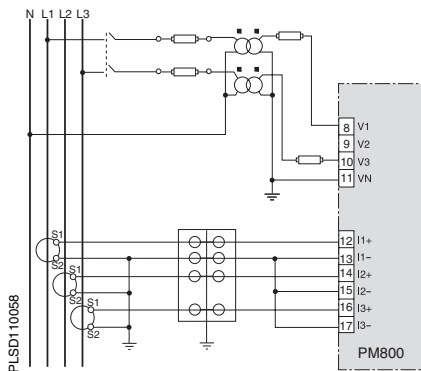 N L1 L2 L3
8 V1
9 V2
10 V3
11 VN
S1
S2
S1
S2
S1
S2
12 I1+
13 I1–
14 I2+
15 I2–
16 I3+
17 I3–
PM800
PLSD110058